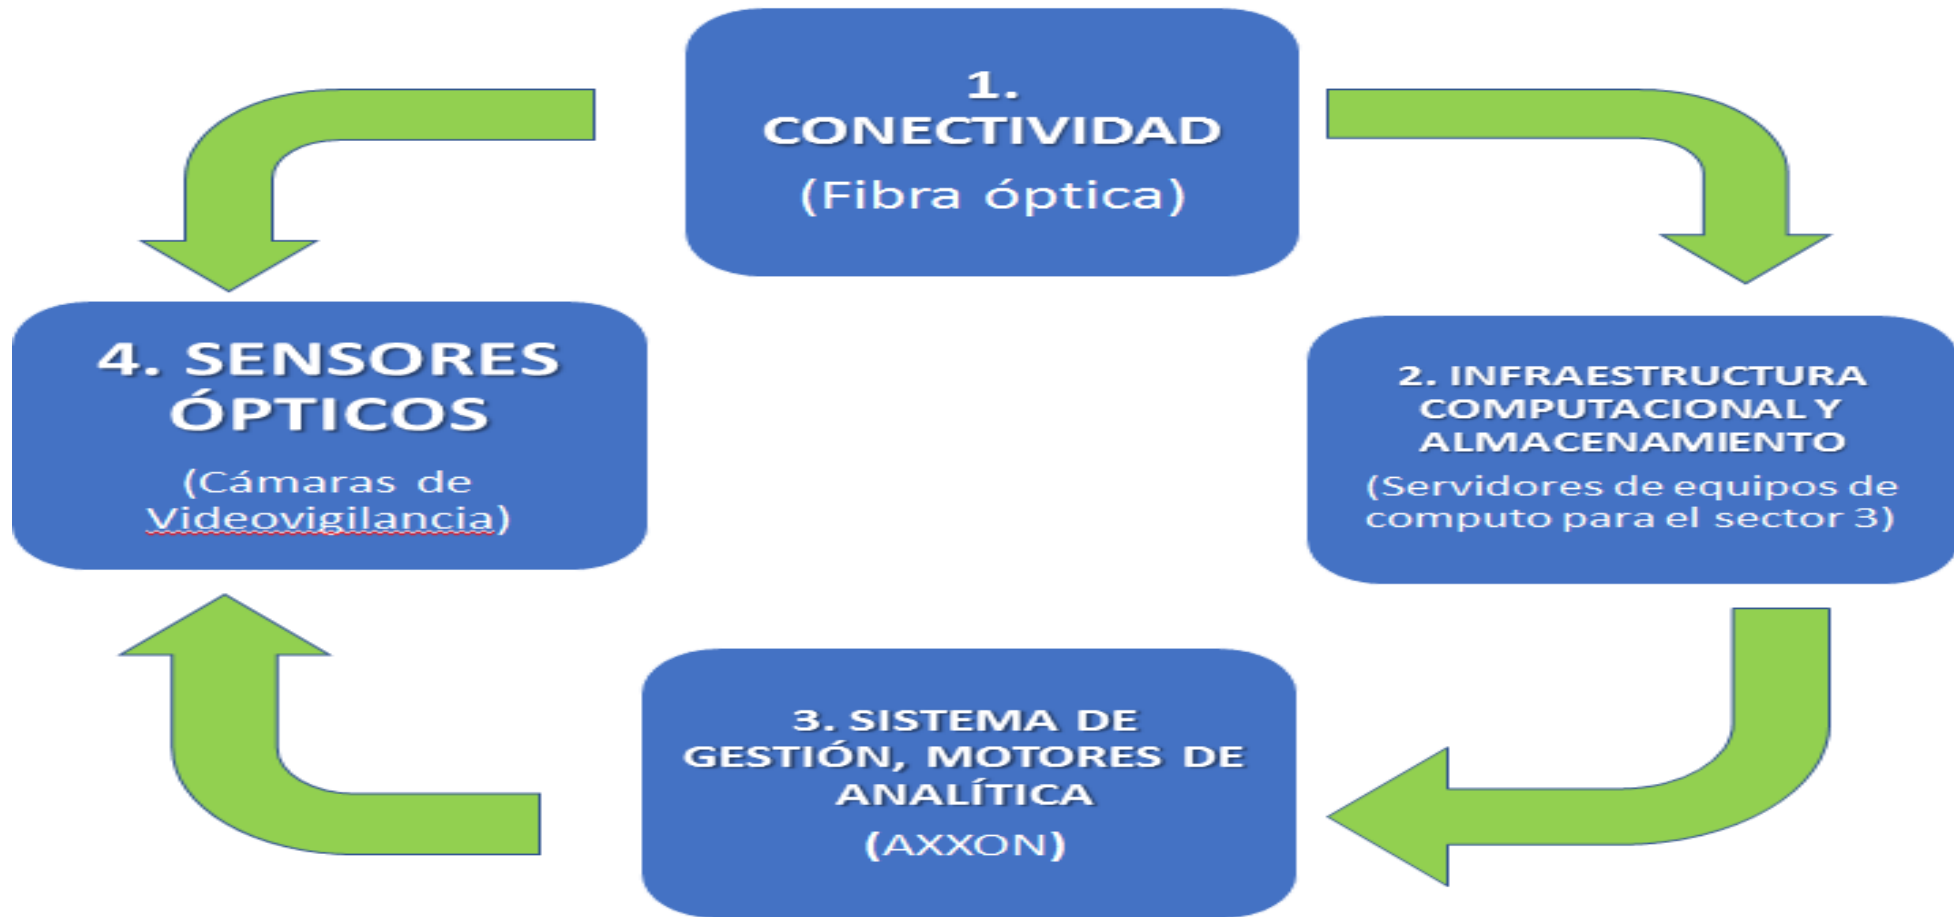 1.
CONECTIVIDAD
(Fibra óptica)
2. INFRAESTRUCTURA
COMPUTACIONAL Y
ALMACENAMIENTO
(Servidores de equipos de
computo para el sector 3)
3. SISTEMA DE
GESTIÓN, MOTORES DE
ANALÍTICA
(AXXON)
4. SENSORES
ÓPTICOS
(Cámaras de
Videovigilancia)